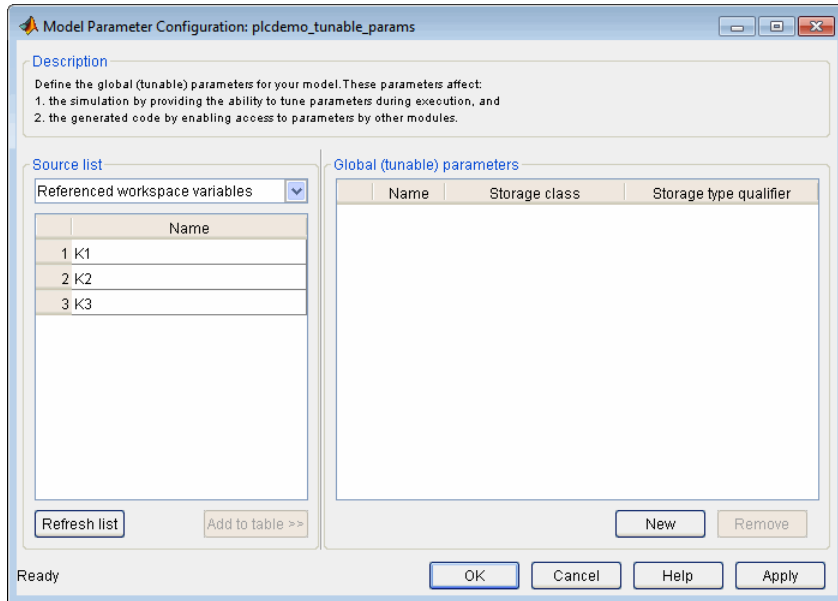 Model Parameter Configuration: plcdemo_tunable_params
Description
Define the global (tunable) parameters for your model.These parameters affect:
1. the simulation by providing the ability to tune parameters during execution, and
2. the generated code by enabling access to parameters by other modules.
Source list
Referenced workspace variables
Name
1 K1
2 K2
3 K3
Refresh list
Add to table >>
Global (tunable) parameters
Name Storage class Storage type qualifier
New
Remove
Ready
OK
Cancel
Help
Apply